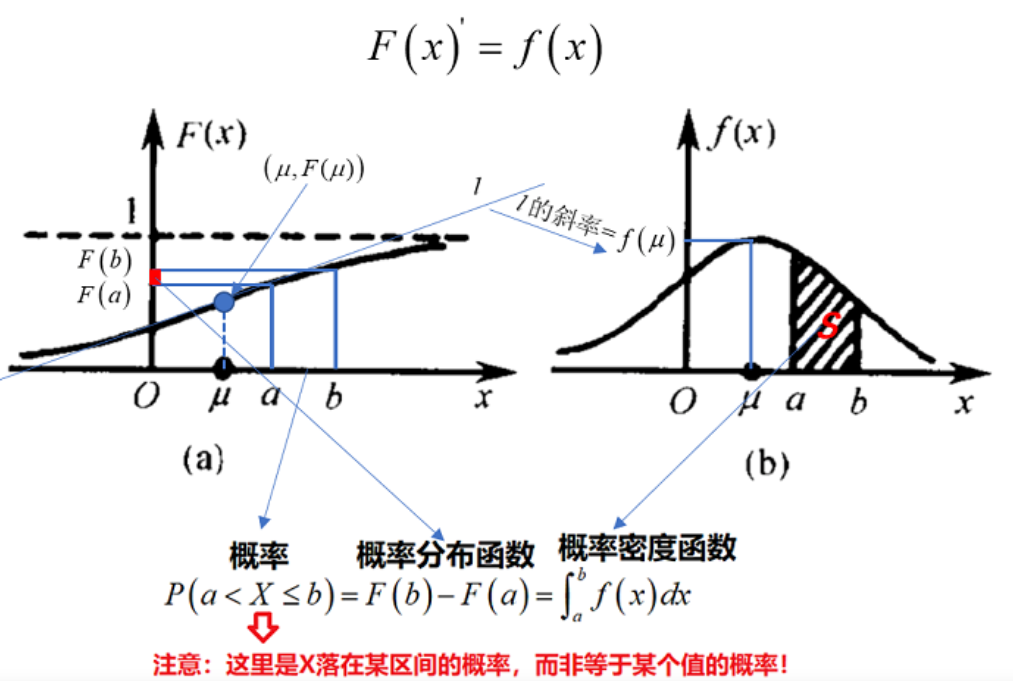 F(x)' = f(x)
F(x)
(μ,F(μ))
l
l的斜率=f(μ)
f(x)
1
F(b)
F(a)
S
O μ a b x
O μ a b x
(a)
(b)
概率 概率分布函数 概率密度函数
P(a<X≤b)=F(b)−F(a)=∫ₐᵇ f(x)dx
注意：这里是X落在某区间的概率，而非等于某个值的概率！